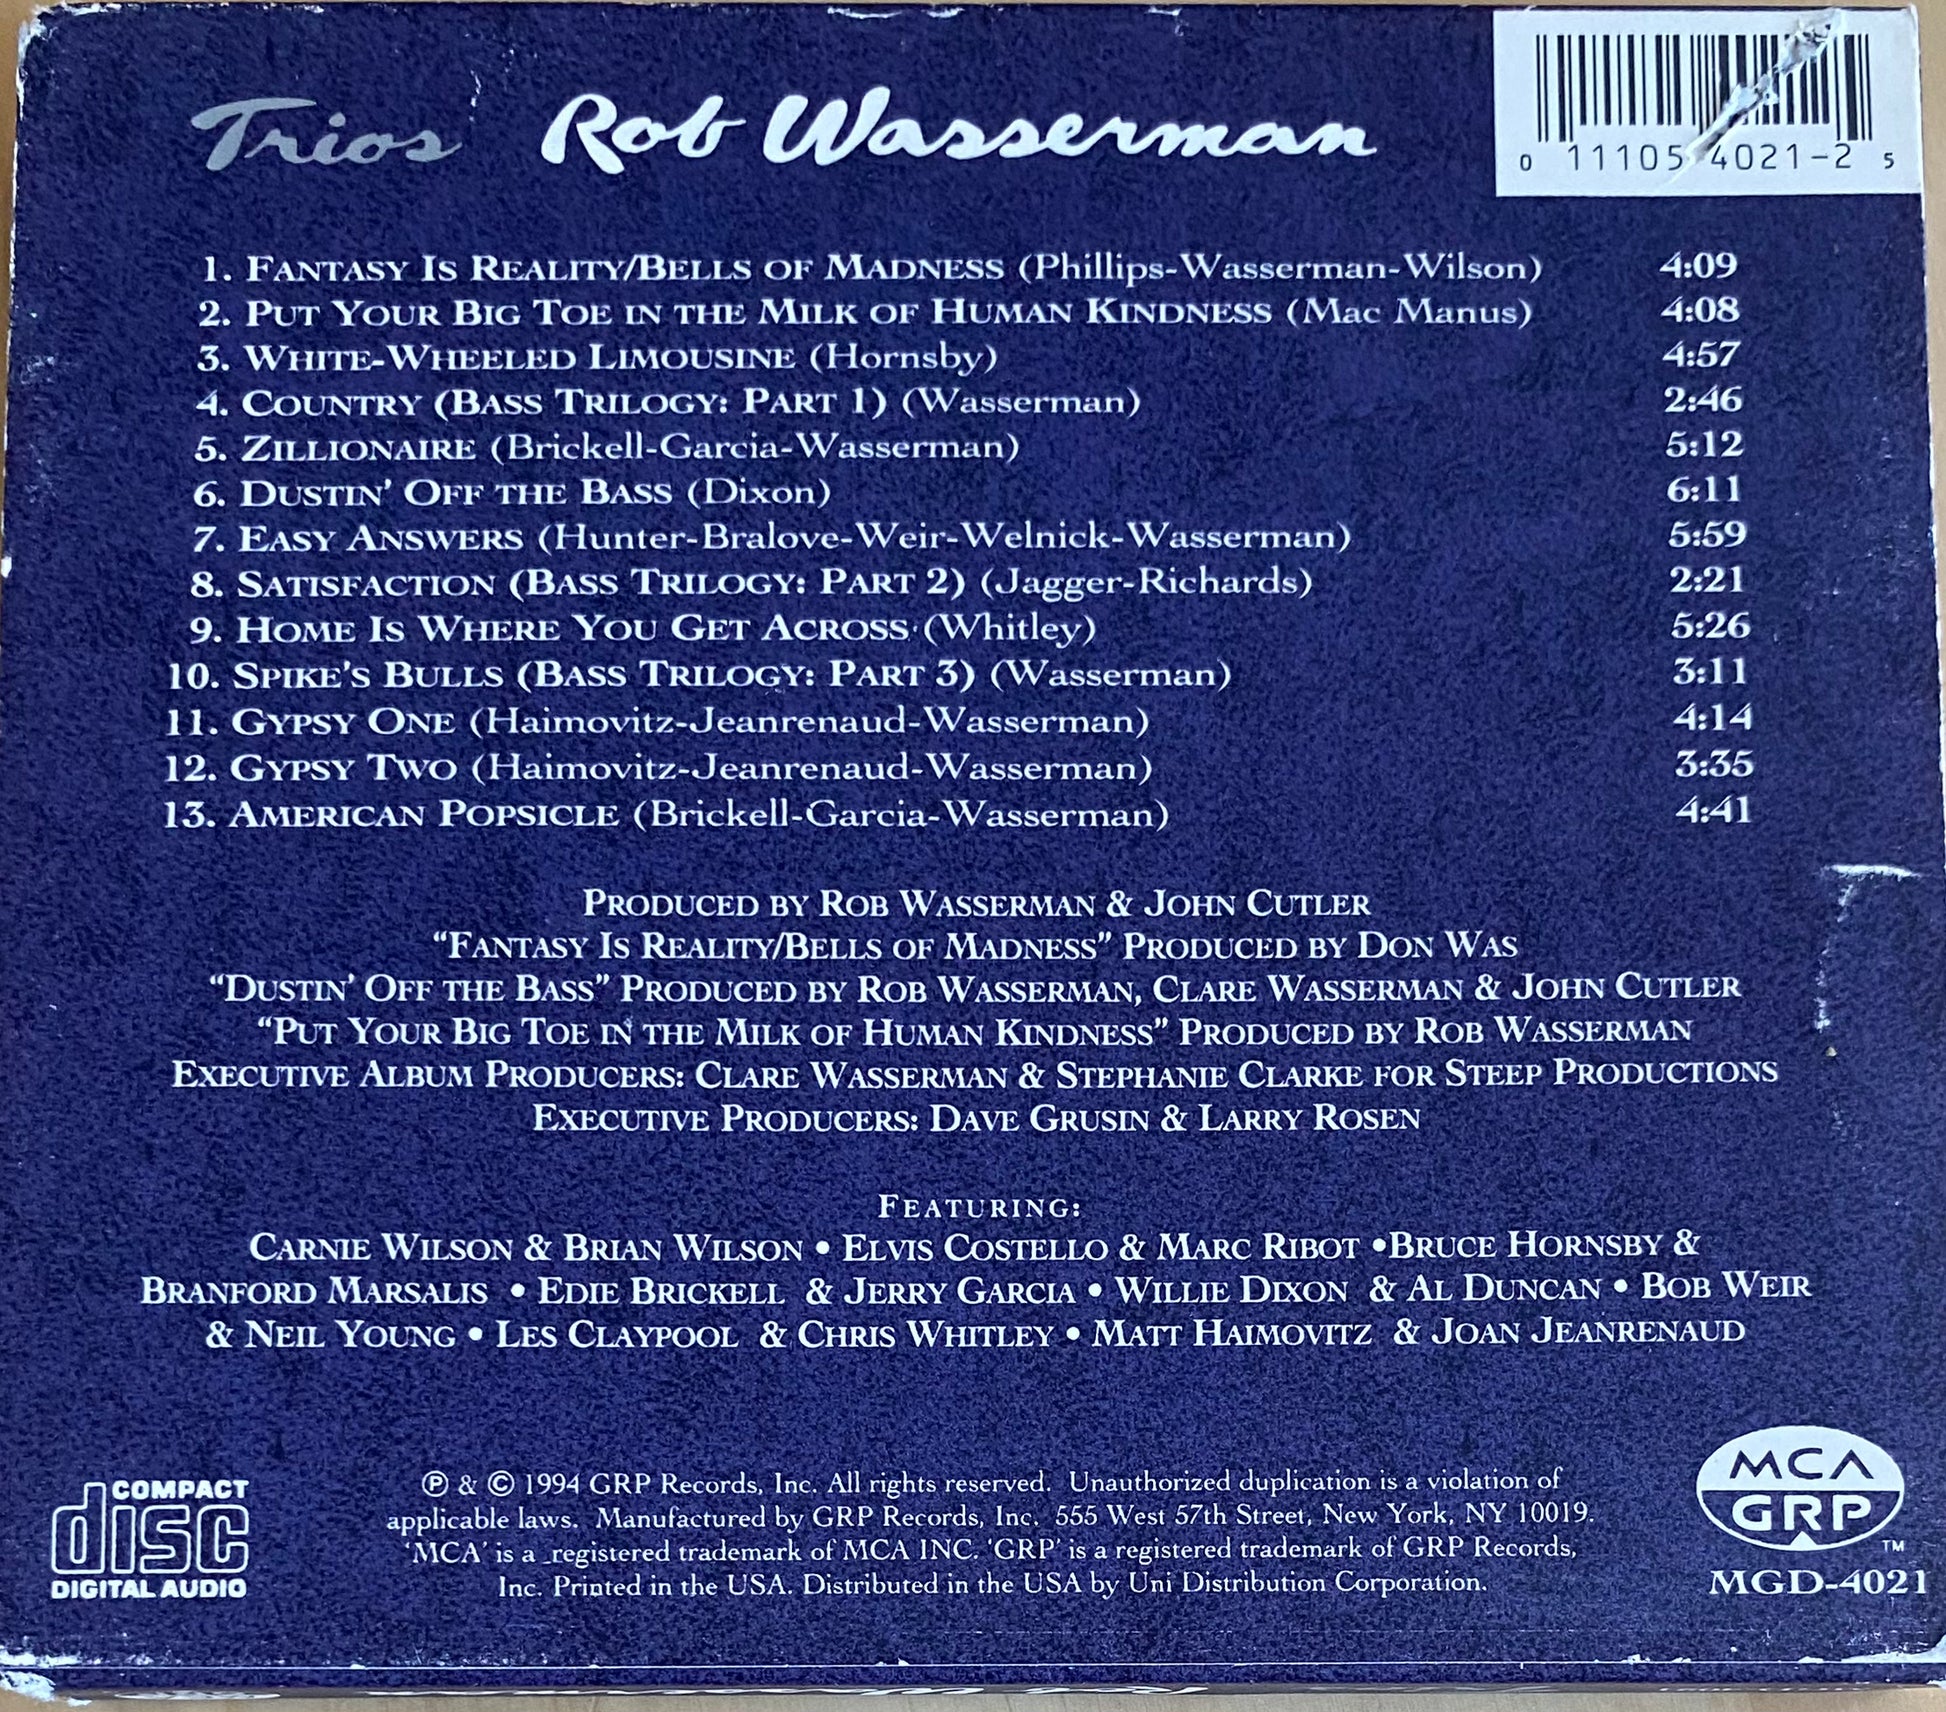 Trios Rob Wasserman
0 11105 4021-2 5
1. FANTASY IS REALITY/BELLS OF MADNESS (Phillips-Wasserman-Wilson) 4:09
2. PUT YOUR BIG TOE IN THE MILK OF HUMAN KINDNESS (Mac Manus) 4:08
3. WHITE-WHEELED LIMOUSINE (Hornsby) 4:57
4. COUNTRY (BASS TRILOGY: PART 1) (Wasserman) 2:46
5. ZILLIONAIRE (Brickell-Garcia-Wasserman) 5:12
6. DUSTIN' OFF THE BASS (Dixon) 6:11
7. EASY ANSWERS (Hunter-Bralove-Weir-Welnick-Wasserman) 5:59
8. SATISFACTION (BASS TRILOGY: PART 2) (Jagger-Richards) 2:21
9. HOME IS WHERE YOU GET ACROSS (Whitley) 5:26
10. SPIKE'S BULLS (BASS TRILOGY: PART 3) (Wasserman) 3:11
11. GYPSY ONE (Haimovitz-Jeanrenaud-Wasserman) 4:14
12. GYPSY TWO (Haimovitz-Jeanrenaud-Wasserman) 3:35
13. AMERICAN POPSICLE (Brickell-Garcia-Wasserman) 4:41
PRODUCED BY ROB WASSERMAN & JOHN CUTLER
"FANTASY IS REALITY/BELLS OF MADNESS" PRODUCED BY DON WAS
"DUSTIN' OFF THE BASS" PRODUCED BY ROB WASSERMAN, CLARE WASSERMAN & JOHN CUTLER
"PUT YOUR BIG TOE IN THE MILK OF HUMAN KINDNESS" PRODUCED BY ROB WASSERMAN
EXECUTIVE ALBUM PRODUCERS: CLARE WASSERMAN & STEPHANIE CLARKE FOR STEEP PRODUCTIONS
EXECUTIVE PRODUCERS: DAVE GRUSIN & LARRY ROSEN
FEATURING:
CARNIE WILSON & BRIAN WILSON • ELVIS COSTELLO & MARC RIBOT •BRUCE HORNSBY &
BRANFORD MARSALIS • EDIE BRICKELL & JERRY GARCIA • WILLIE DIXON & AL DUNCAN • BOB WEIR
& NEIL YOUNG • LES CLAYPOOL & CHRIS WHITLEY • MATT HAIMOVITZ & JOAN JEANRENAUD
COMPACT
disc
DIGITAL AUDIO
℗ & © 1994 GRP Records, Inc. All rights reserved. Unauthorized duplication is a violation of
applicable laws. Manufactured by GRP Records, Inc. 555 West 57th Street, New York, NY 10019.
'MCA' is a registered trademark of MCA INC. 'GRP' is a registered trademark of GRP Records,
Inc. Printed in the USA. Distributed in the USA by Uni Distribution Corporation.
MCA
GRP
TM
MGD-4021